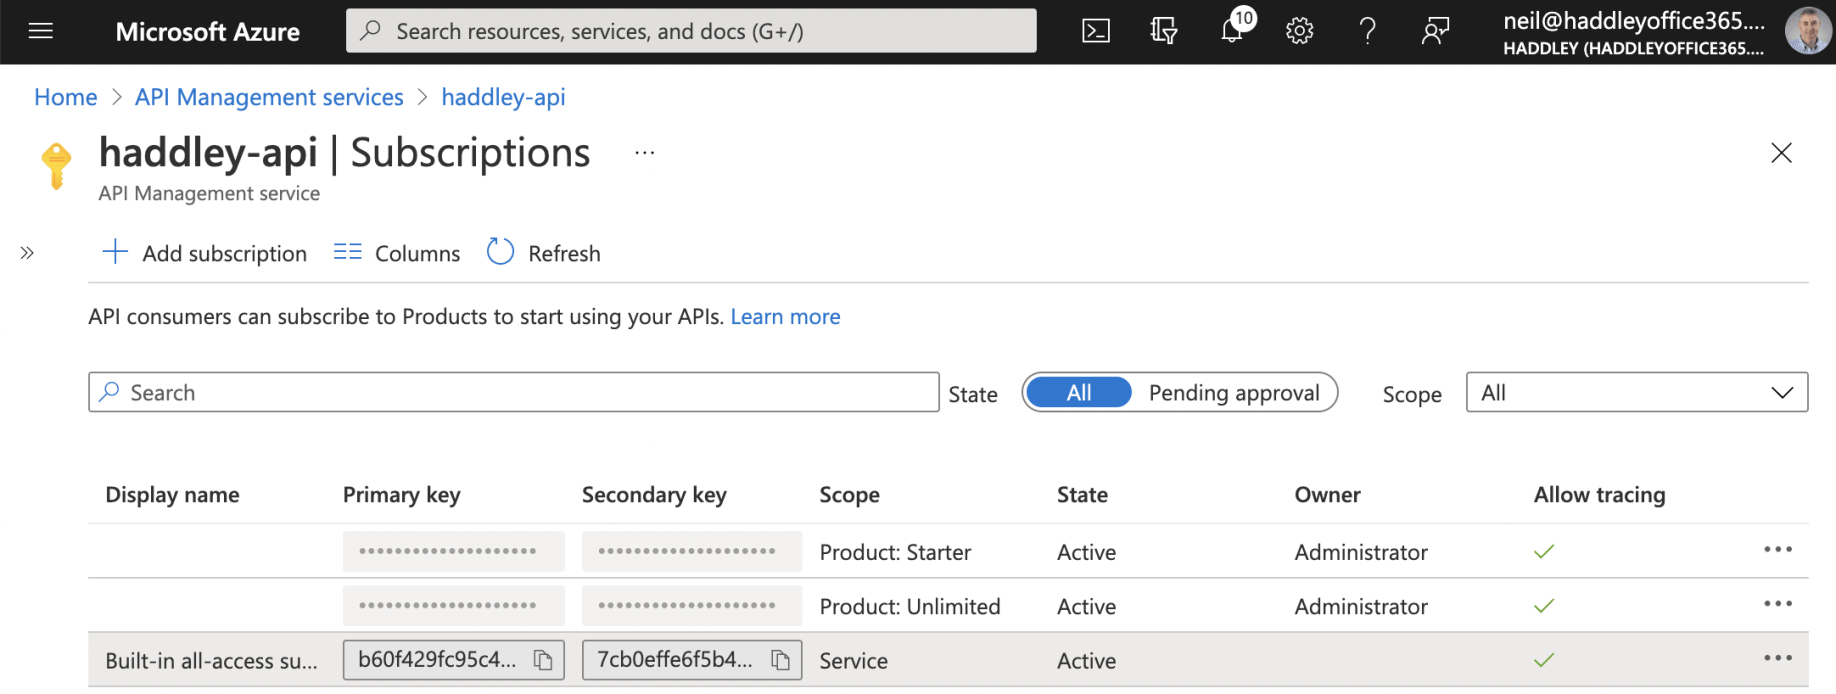 Microsoft Azure
Search resources, services, and docs (G+/)
10
neil@haddleyoffice365....
HADDLEY (HADDLEYOFFICE365....
Home > API Management services > haddley-api
haddley-api | Subscriptions ...
API Management service
» + Add subscription Columns Refresh
API consumers can subscribe to Products to start using your APIs. Learn more
Search State All Pending approval Scope All
Display name Primary key Secondary key Scope State Owner Allow tracing
•••••••••••••••••••• •••••••••••••••••••• Product: Starter Active Administrator ✓ •••
•••••••••••••••••••• •••••••••••••••••••• Product: Unlimited Active Administrator ✓ •••
Built-in all-access su... b60f429fc95c4... 7cb0effe6f5b4... Service Active ✓ •••